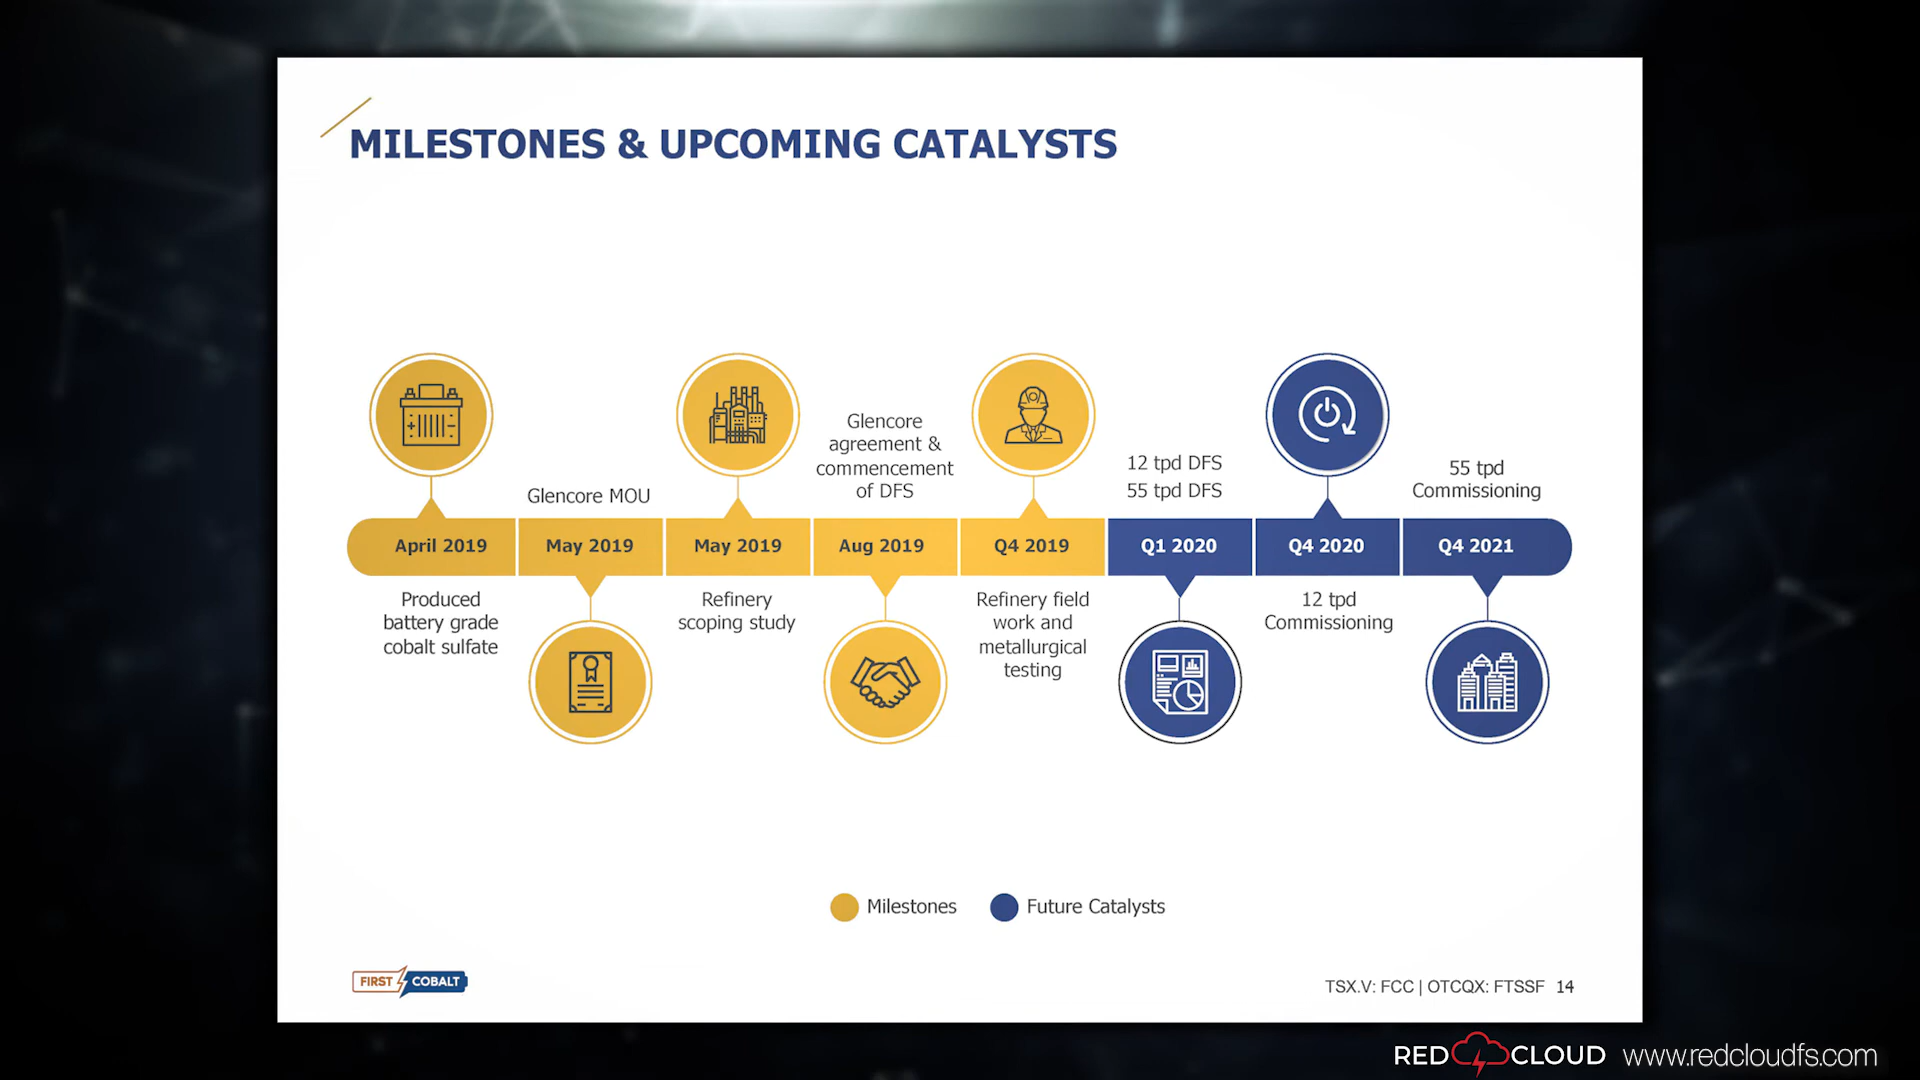 MILESTONES & UPCOMING CATALYSTS
Glencore MOU
Glencore
agreement &
commencement
of DFS
12 tpd DFS
55 tpd DFS
55 tpd
Commissioning
April 2019
May 2019
May 2019
Aug 2019
Q4 2019
Q1 2020
Q4 2020
Q4 2021
Produced
battery grade
cobalt sulfate
Refinery
scoping study
Refinery field
work and
metallurgical
testing
12 tpd
Commissioning
Milestones
Future Catalysts
FIRST COBALT
TSX.V: FCC | OTCQX: FTSSF 14
RED CLOUD www.redcloudfs.com